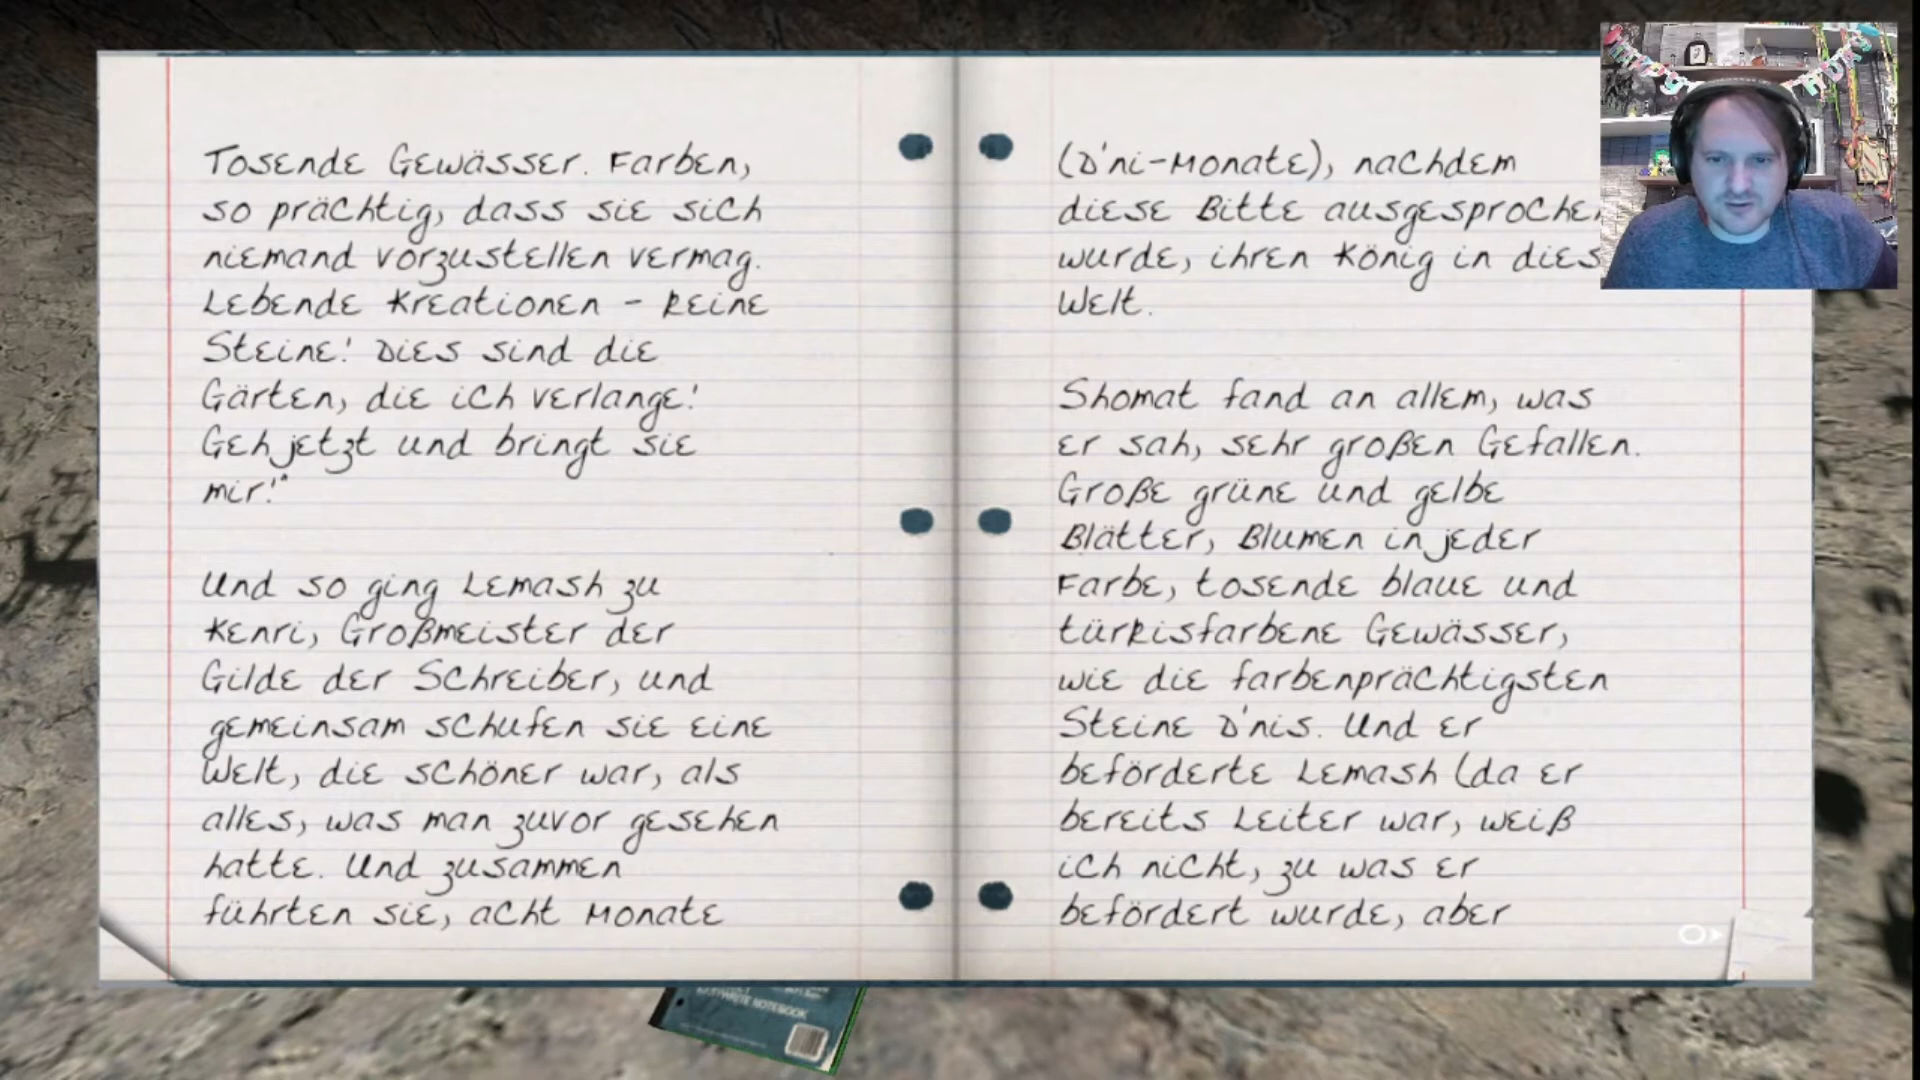 Tosende Gewässer. Farben,
so prächtig, dass sie sich
niemand vorzustellen vermag.
Lebende Kreationen - keine
Steine! Dies sind die
Gärten, die ich verlange!
Geh jetzt und bringt sie
mir!"
Und so ging Lemash zu
Kenri, Großmeister der
Gilde der Schreiber, und
gemeinsam schufen sie eine
Welt, die schöner war, als
alles, was man zuvor gesehen
hatte. Und zusammen
führten sie, acht Monate
(D'ni-Monate), nachdem
diese Bitte ausgesprochen
wurde, ihren König in dies
Welt.
Shomat fand an allem, was
er sah, sehr großen Gefallen.
Große grüne und gelbe
Blätter, Blumen in jeder
Farbe, tosende blaue und
türkisfarbene Gewässer,
wie die farbenprächtigsten
Steine D'nis. Und er
beförderte Lemash (da er
bereits Leiter war, weiß
ich nicht, zu was er
befördert wurde, aber
NOTEBOOK